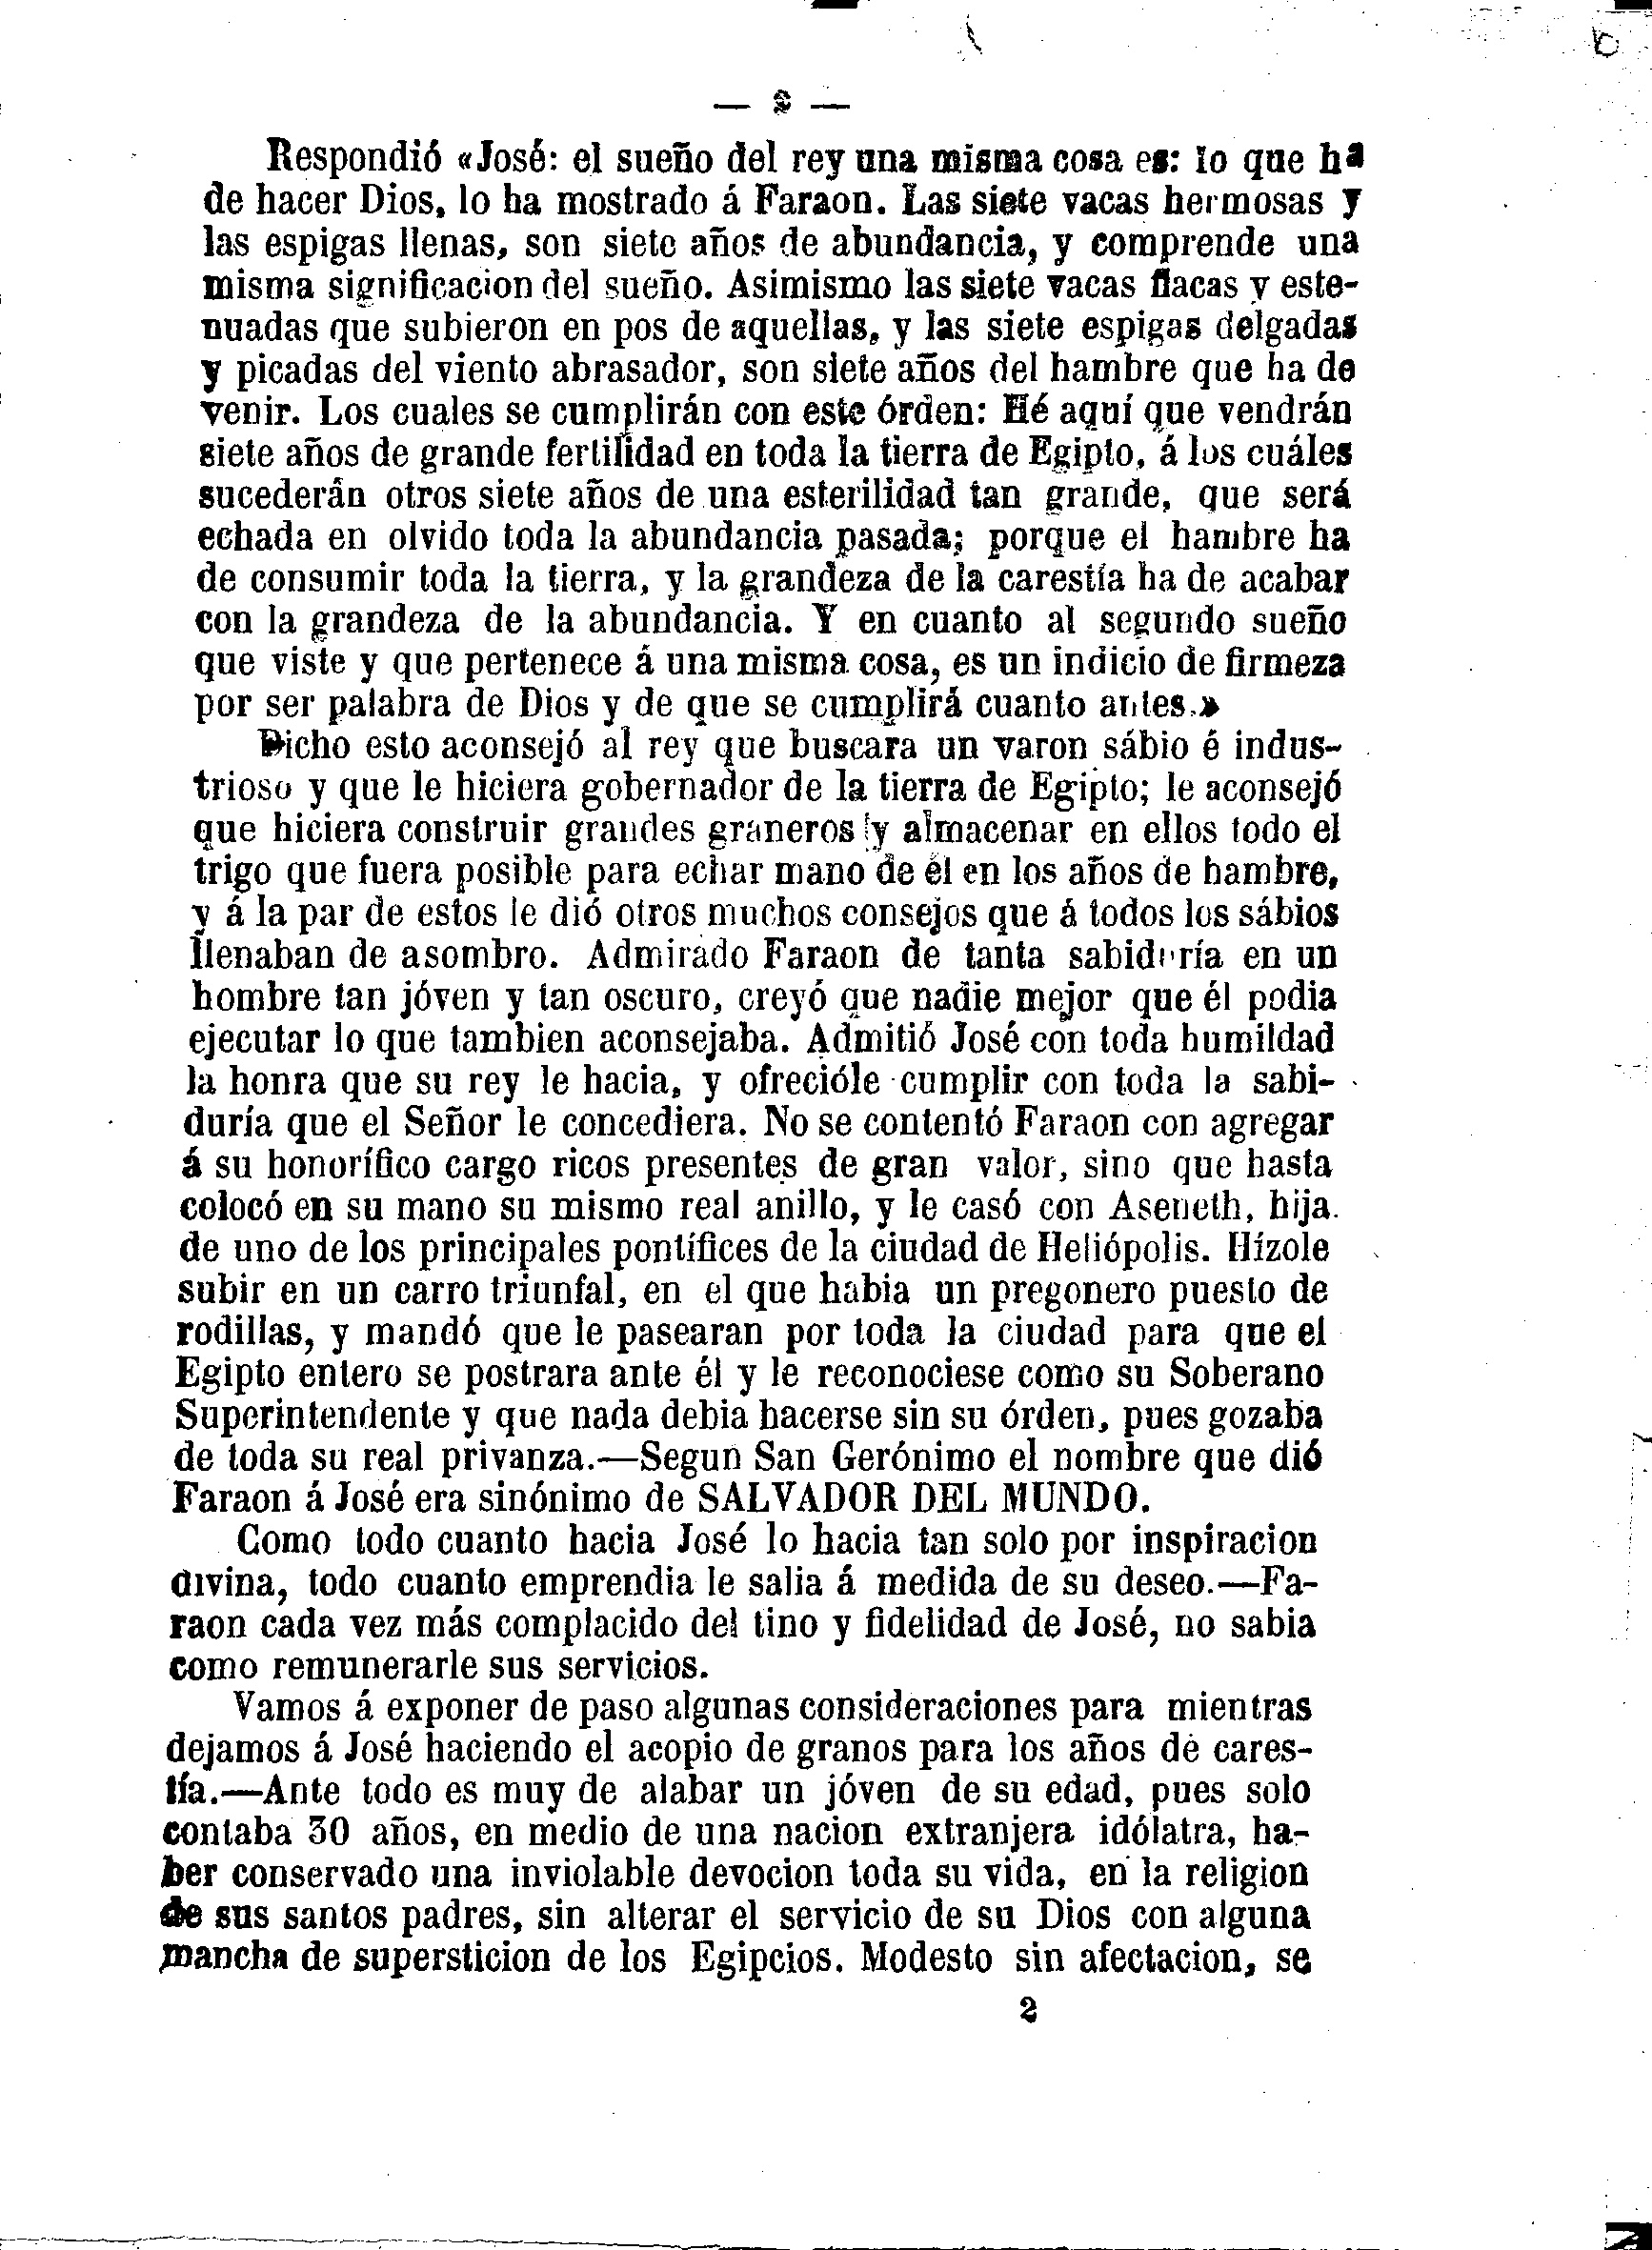 Respondió «José: el sueño del rey una misma cosa es: lo que ha
de hacer Dios, lo ha mostrado á Faraon. Las siete vacas hermosas y
las espigas llenas, son siete años de abundancia, y comprende una
misma significacion del sueño. Asimismo las siete vacas flacas y este-
nuadas que subieron en pos de aquellas, y las siete espigas delgadas
y picadas del viento abrasador, son siete años del hambre que ha de
venir. Los cuales se cumplirán con este órden: Hé aquí que vendrán
siete años de grande fertilidad en toda la tierra de Egipto, á los cuáles
sucederán otros siete años de una esterilidad tan grande, que será
echada en olvido toda la abundancia pasada; porque el hambre ha
de consumir toda la tierra, y la grandeza de la carestía ha de acabar
con la grandeza de la abundancia. Y en cuanto al segundo sueño
que viste y que pertenece á una misma cosa, es un indicio de firmeza
por ser palabra de Dios y de que se cumplirá cuanto antes.»
Dicho esto aconsejó al rey que buscara un varon sábio é indus-
trioso y que le hiciera gobernador de la tierra de Egipto; le aconsejó
que hiciera construir grandes graneros y almacenar en ellos todo el
trigo que fuera posible para echar mano de él en los años de hambre,
y á la par de estos le dió otros muchos consejos que á todos los sábios
llenaban de asombro. Admirado Faraon de tanta sabiduría en un
hombre tan jóven y tan oscuro, creyó que nadie mejor que él podia
ejecutar lo que tambien aconsejaba. Admitió José con toda humildad
la honra que su rey le hacia, y ofrecióle cumplir con toda la sabi-
duría que el Señor le concediera. No se contentó Faraon con agregar
á su honorífico cargo ricos presentes de gran valor, sino que hasta
colocó en su mano su mismo real anillo, y le casó con Aseneth, hija
de uno de los principales pontífices de la ciudad de Heliópolis. Hízole
subir en un carro triunfal, en el que habia un pregonero puesto de
rodillas, y mandó que le pasearan por toda la ciudad para que el
Egipto entero se postrara ante él y le reconociese como su Soberano
Superintendente y que nada debia hacerse sin su órden, pues gozaba
de toda su real privanza.—Segun San Gerónimo el nombre que dió
Faraon á José era sinónimo de SALVADOR DEL MUNDO.
Como todo cuanto hacia José lo hacia tan solo por inspiracion
divina, todo cuanto emprendia le salia á medida de su deseo.—Fa-
raon cada vez más complacido del tino y fidelidad de José, no sabia
como remunerarle sus servicios.
Vamos á exponer de paso algunas consideraciones para mientras
dejamos á José haciendo el acopio de granos para los años de cares-
tía.—Ante todo es muy de alabar un jóven de su edad, pues solo
contaba 30 años, en medio de una nacion extranjera idólatra, ha-
ber conservado una inviolable devocion toda su vida, en la religion
de sus santos padres, sin alterar el servicio de su Dios con alguna
mancha de supersticion de los Egipcios. Modesto sin afectacion, se
2